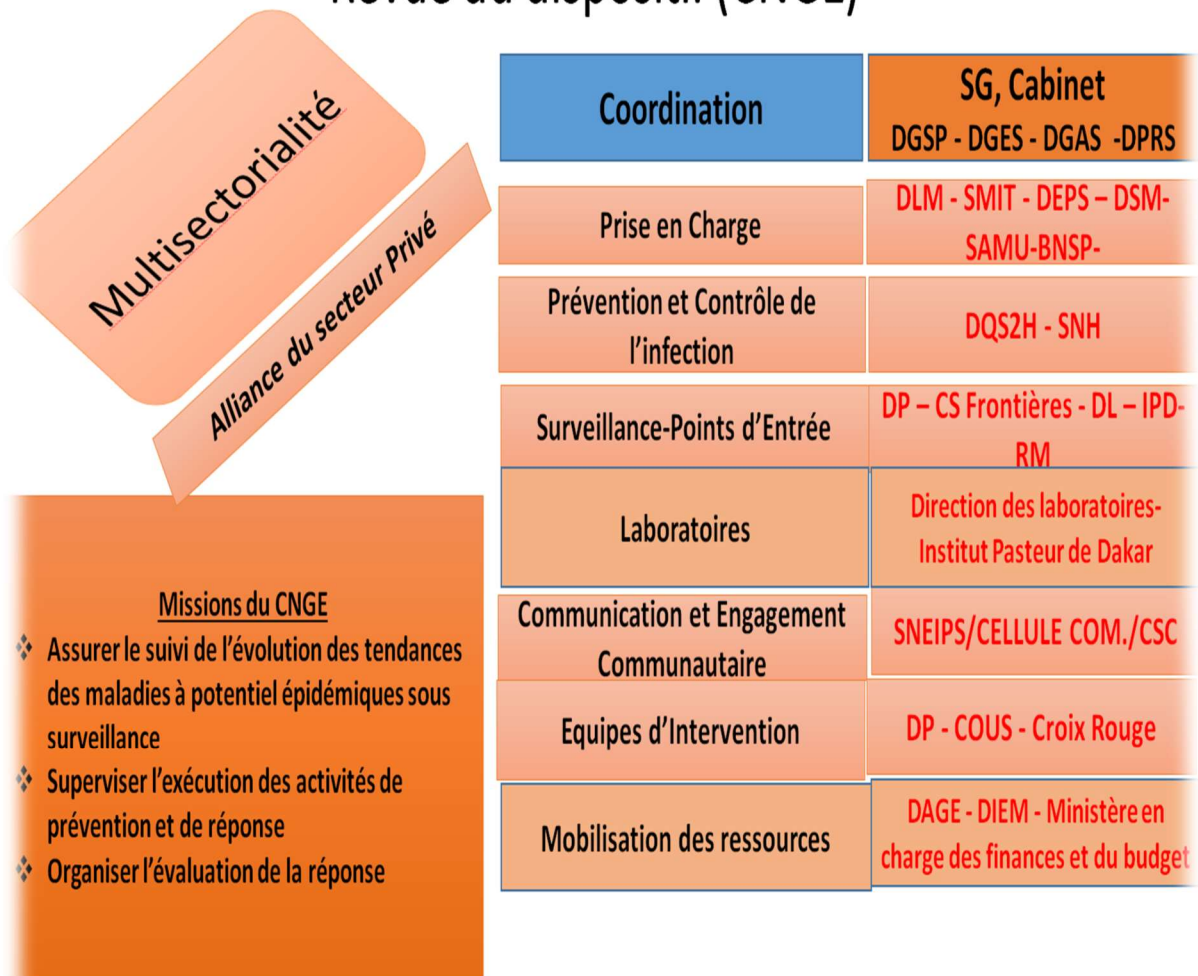 Revue du dispositif (CNGE)
Multisectorialité
Alliance du secteur Privé
Coordination
SG, Cabinet
DGSP - DGES - DGAS -DPRS
Prise en Charge
DLM - SMIT - DEPS – DSM-
SAMU-BNSP-
Prévention et Contrôle de
l'infection
DQS2H - SNH
Surveillance-Points d'Entrée
DP – CS Frontières - DL – IPD-
RM
Laboratoires
Direction des laboratoires-
Institut Pasteur de Dakar
Communication et Engagement
Communautaire
SNEIPS/CELLULE COM./CSC
Equipes d'Intervention
DP - COUS - Croix Rouge
Mobilisation des ressources
DAGE - DIEM - Ministère en
charge des finances et du budget
Missions du CNGE
❖ Assurer le suivi de l'évolution des tendances
des maladies à potentiel épidémiques sous
surveillance
❖ Superviser l'exécution des activités de
prévention et de réponse
❖ Organiser l'évaluation de la réponse